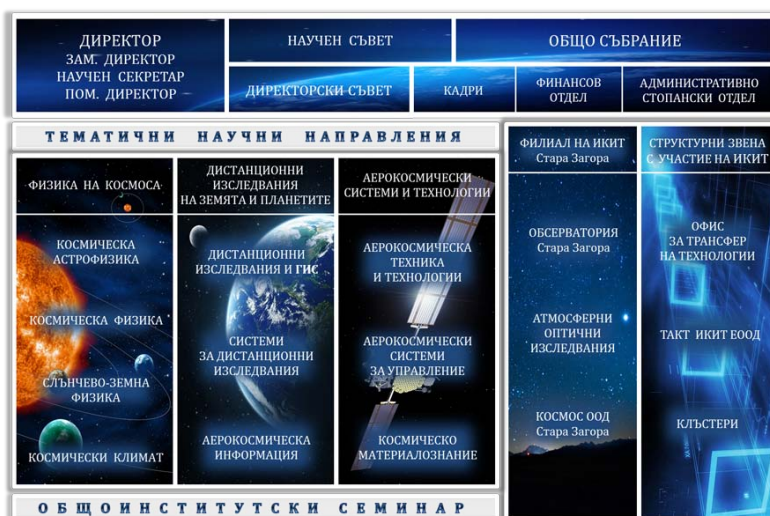 ДИРЕКТОР
ЗАМ. ДИРЕКТОР
НАУЧЕН СЕКРЕТАР
ПОМ. ДИРЕКТОР
НАУЧЕН СЪВЕТ
ОБЩО СЪБРАНИЕ
ДИРЕКТОРСКИ СЪВЕТ
КАДРИ
ФИНАНСОВ
ОТДЕЛ
АДМИНИСТРАТИВНО
СТОПАНСКИ ОТДЕЛ
ТЕМАТИЧНИ НАУЧНИ НАПРАВЛЕНИЯ
ФИЗИКА НА КОСМОСА
КОСМИЧЕСКА
АСТРОФИЗИКА
КОСМИЧЕСКА ФИЗИКА
СЛЪНЧЕВО-ЗЕМНА
ФИЗИКА
КОСМИЧЕСКИ КЛИМАТ
ДИСТАНЦИОННИ
ИЗСЛЕДВАНИЯ
НА ЗЕМЯТА И ПЛАНЕТИТЕ
ДИСТАНЦИОННИ
ИЗСЛЕДВАНИЯ И ГИС
СИСТЕМИ
ЗА ДИСТАНЦИОННИ
ИЗСЛЕДВАНИЯ
АЕРОКОСМИЧЕСКА
ИНФОРМАЦИЯ
АЕРОКОСМИЧЕСКИ
СИСТЕМИ И ТЕХНОЛОГИИ
АЕРОКОСМИЧЕСКА
ТЕХНИКА
И ТЕХНОЛОГИИ
АЕРОКОСМИЧЕСКИ
СИСТЕМИ
ЗА УПРАВЛЕНИЕ
КОСМИЧЕСКО
МАТЕРИАЛОЗНАНИЕ
ФИЛИАЛ НА ИКИТ
Стара Загора
ОБСЕРВАТОРИЯ
Стара Загора
АТМОСФЕРНИ
ОПТИЧНИ
ИЗСЛЕДВАНИЯ
КОСМОС ООД
Стара Загора
СТРУКТУРНИ ЗВЕНА
С УЧАСТИЕ НА ИКИТ
ОФИС
ЗА ТРАНСФЕР
НА ТЕХНОЛОГИИ
ТАКТ ИКИТ ЕООД
КЛЪСТЕРИ
ОБЩОИНСТИТУТСКИ СЕМИНАР